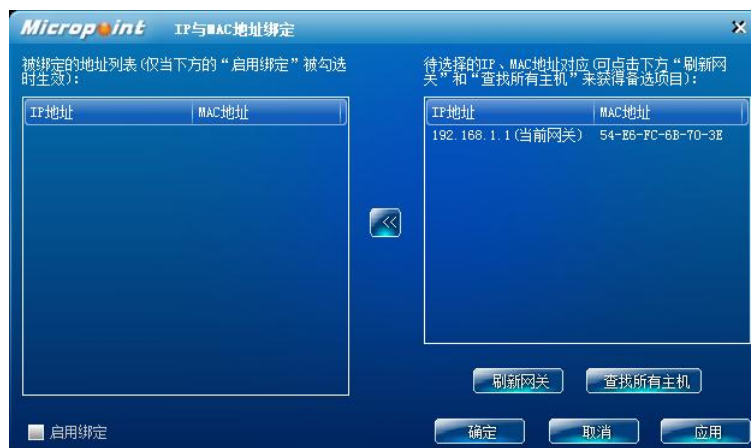 Micropoint IP与MAC地址绑定
被绑定的地址列表(仅当下方的“启用绑定”被勾选
时生效):
IP地址 MAC地址
待选择的IP、MAC地址对应(可点击下方“刷新网
关”和“查找所有主机”来获得备选项目):
IP地址 MAC地址
192.168.1.1(当前网关) 54-E6-FC-6B-70-3E
<<
刷新网关 查找所有主机
启用绑定 确定 取消 应用